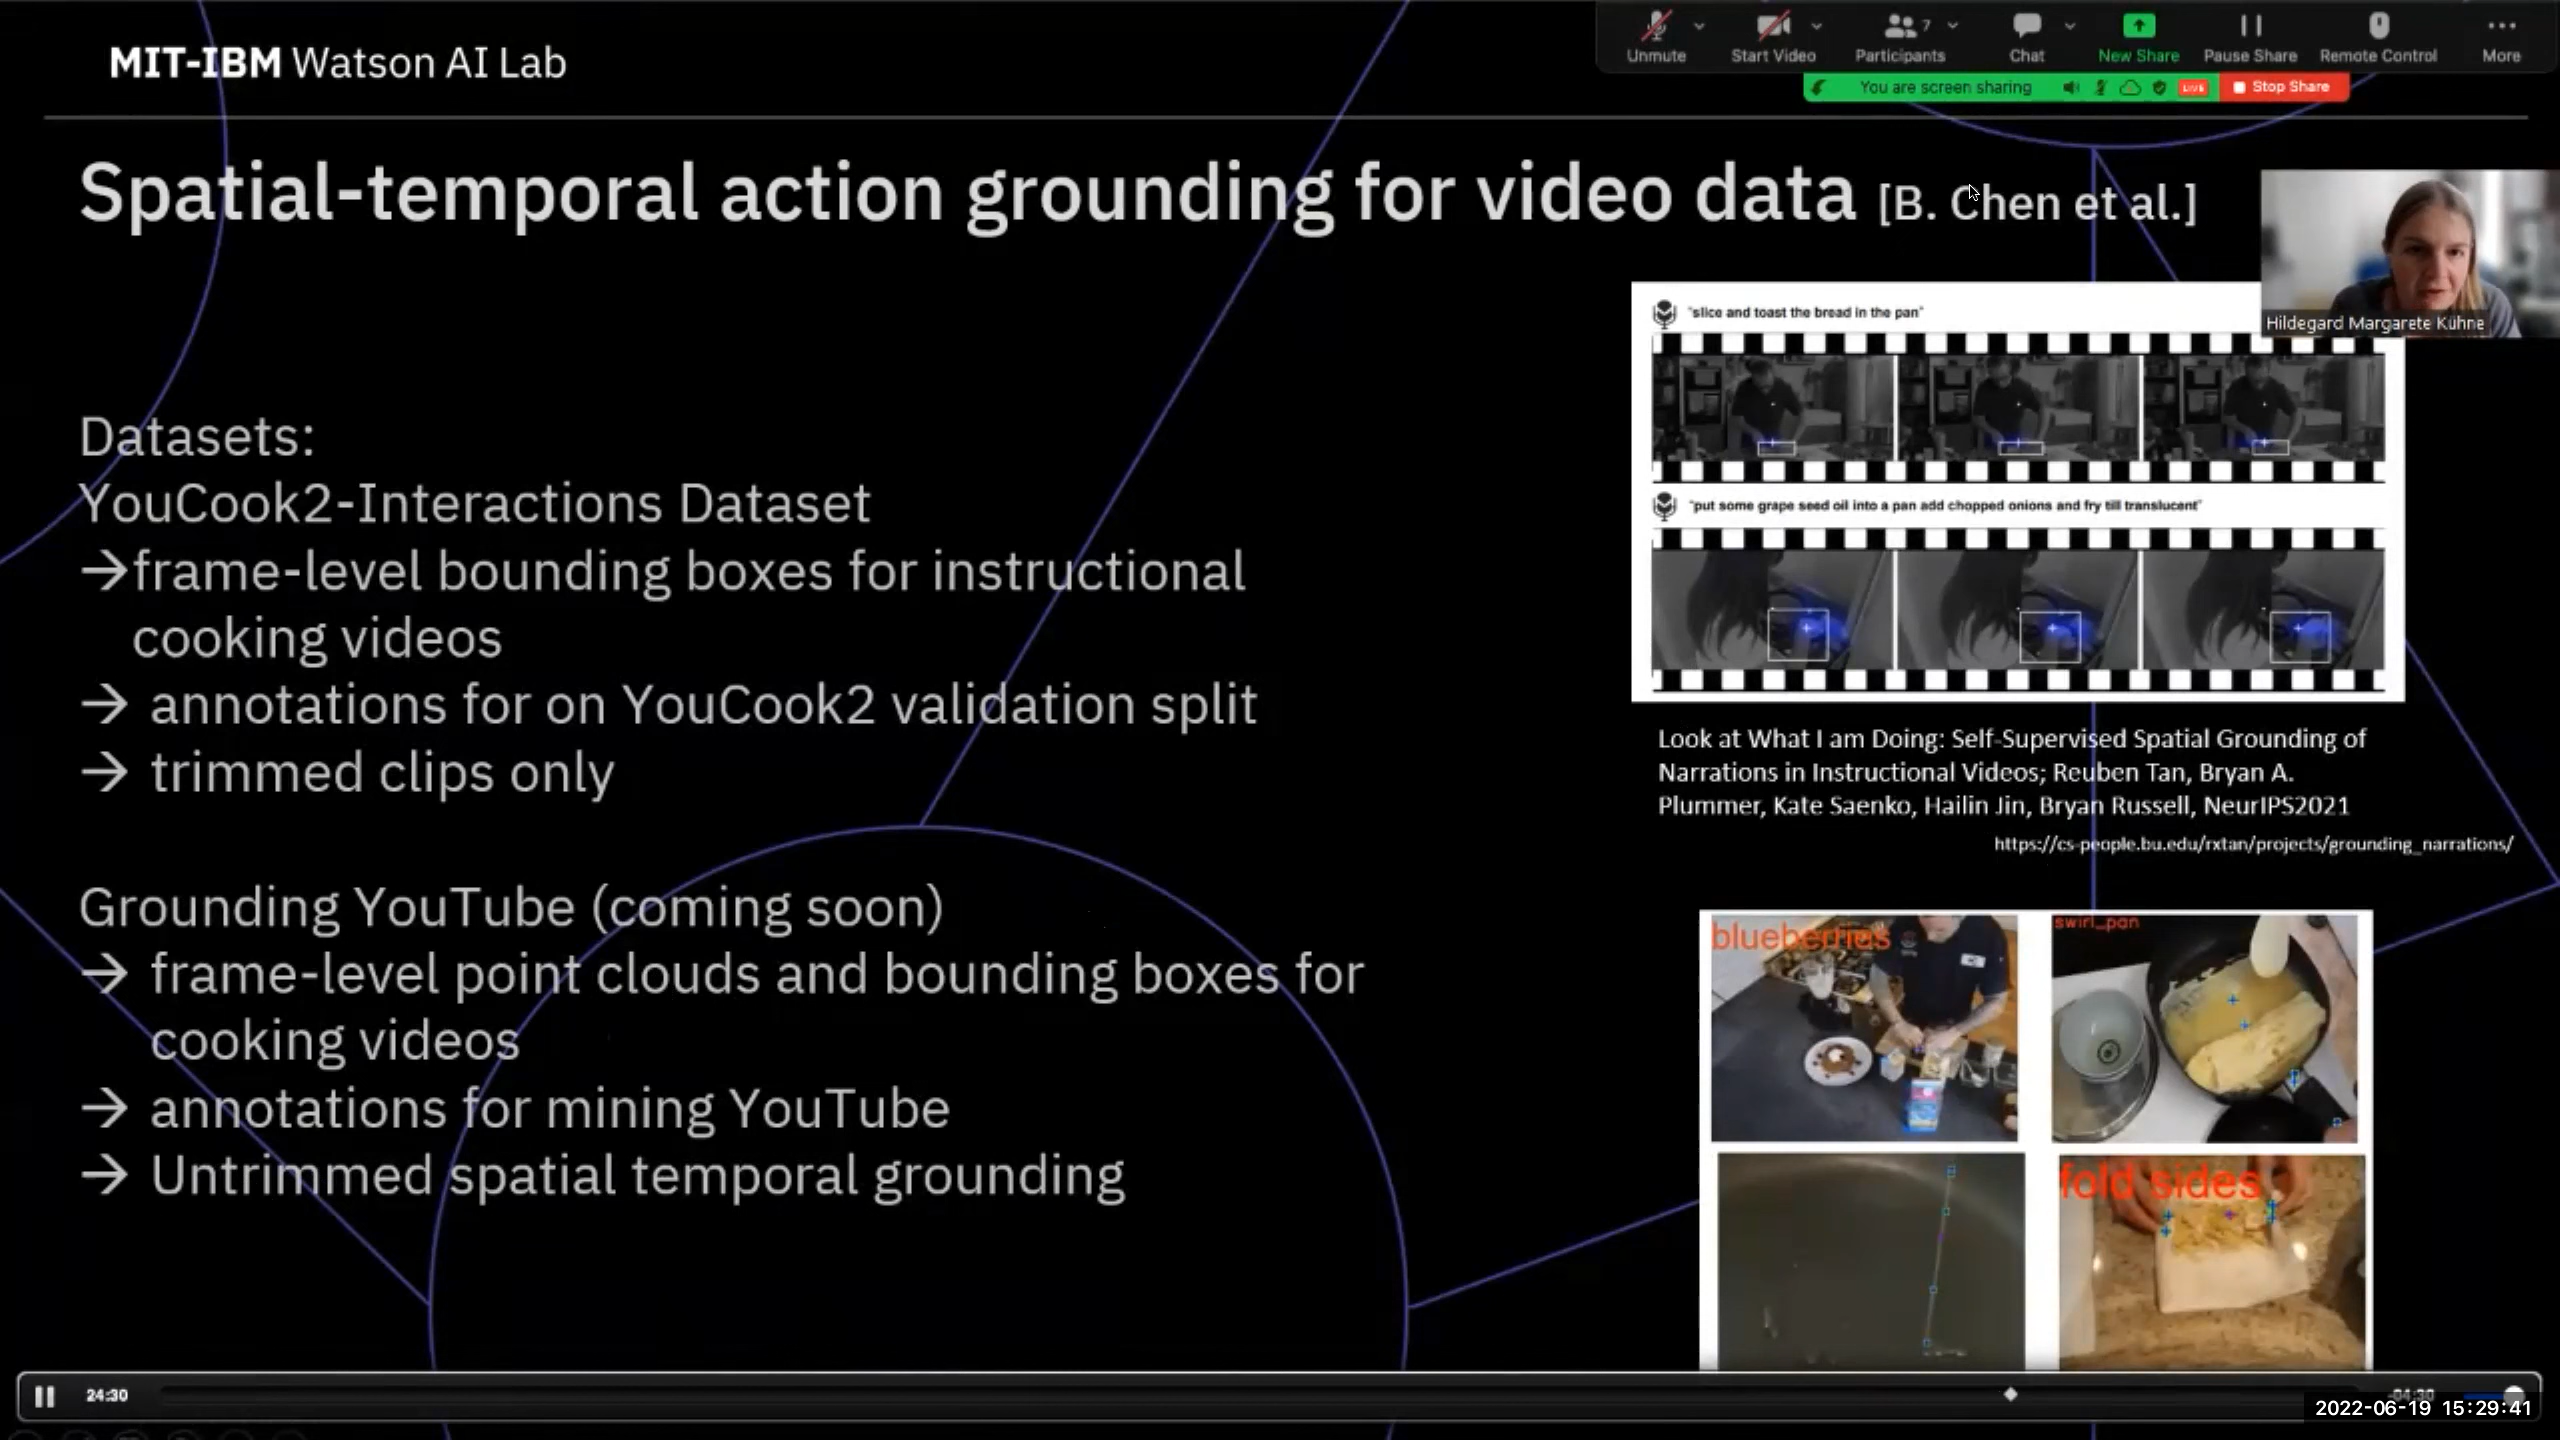 MIT-IBM Watson AI Lab
Unmute
Start Video
Participants 7
Chat
New Share
Pause Share
Remote Control
More
You are screen sharing
LIVE
Stop Share
Spatial-temporal action grounding for video data [B. Chen et al.]
Hildegard Margarete Kühne
Datasets:
YouCook2-Interactions Dataset
→frame-level bounding boxes for instructional
cooking videos
→ annotations for on YouCook2 validation split
→ trimmed clips only
Grounding YouTube (coming soon)
→ frame-level point clouds and bounding boxes for
cooking videos
→ annotations for mining YouTube
→ Untrimmed spatial temporal grounding
"slice and toast the bread in the pan"
"put some grape seed oil into a pan add chopped onions and fry till translucent"
Look at What I am Doing: Self-Supervised Spatial Grounding of
Narrations in Instructional Videos; Reuben Tan, Bryan A.
Plummer, Kate Saenko, Hailin Jin, Bryan Russell, NeurIPS2021
https://cs-people.bu.edu/rxtan/projects/grounding_narrations/
blueberries
swirl_pan
fold sides
24:30
-04:30
2022-06-19 15:29:41